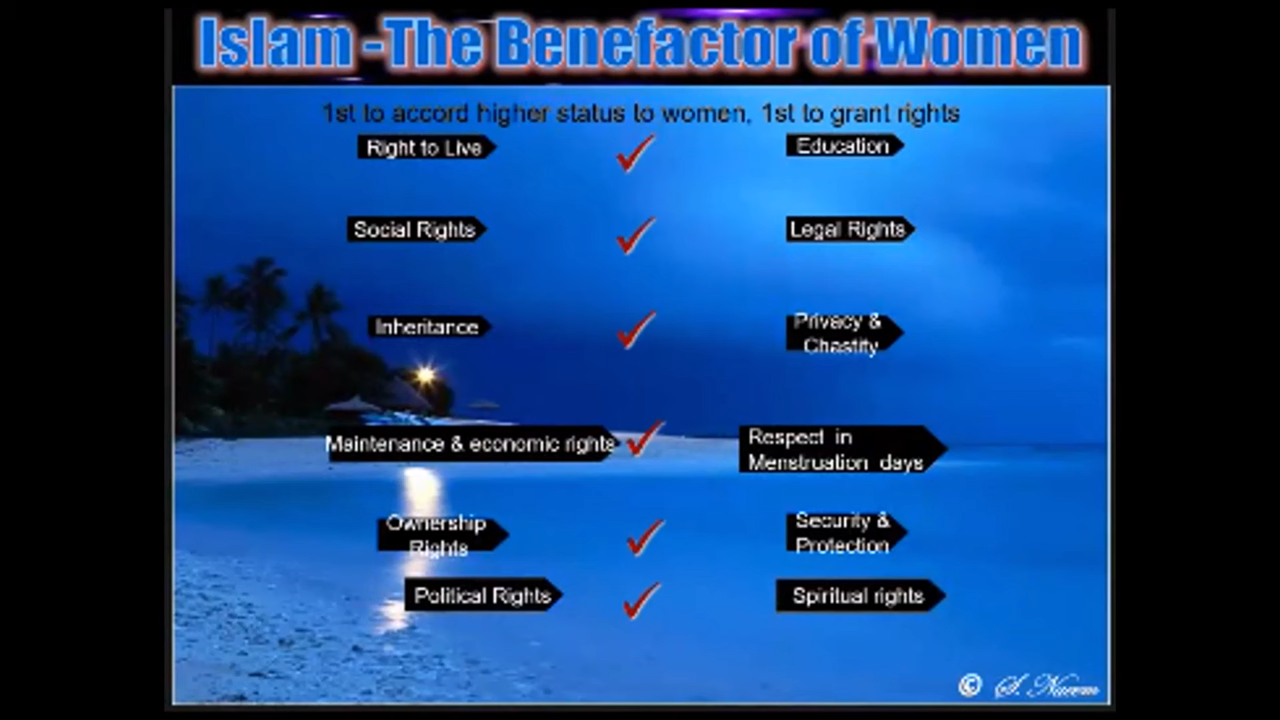 Islam -The Benefactor of Women
1st to accord higher status to women, 1st to grant rights
Right to Live
Education
Social Rights
Legal Rights
Inheritance
Privacy &
Chastity
Maintenance & economic rights
Respect in
Menstruation days
Ownership
Rights
Security &
Protection
Political Rights
Spiritual rights
© S.